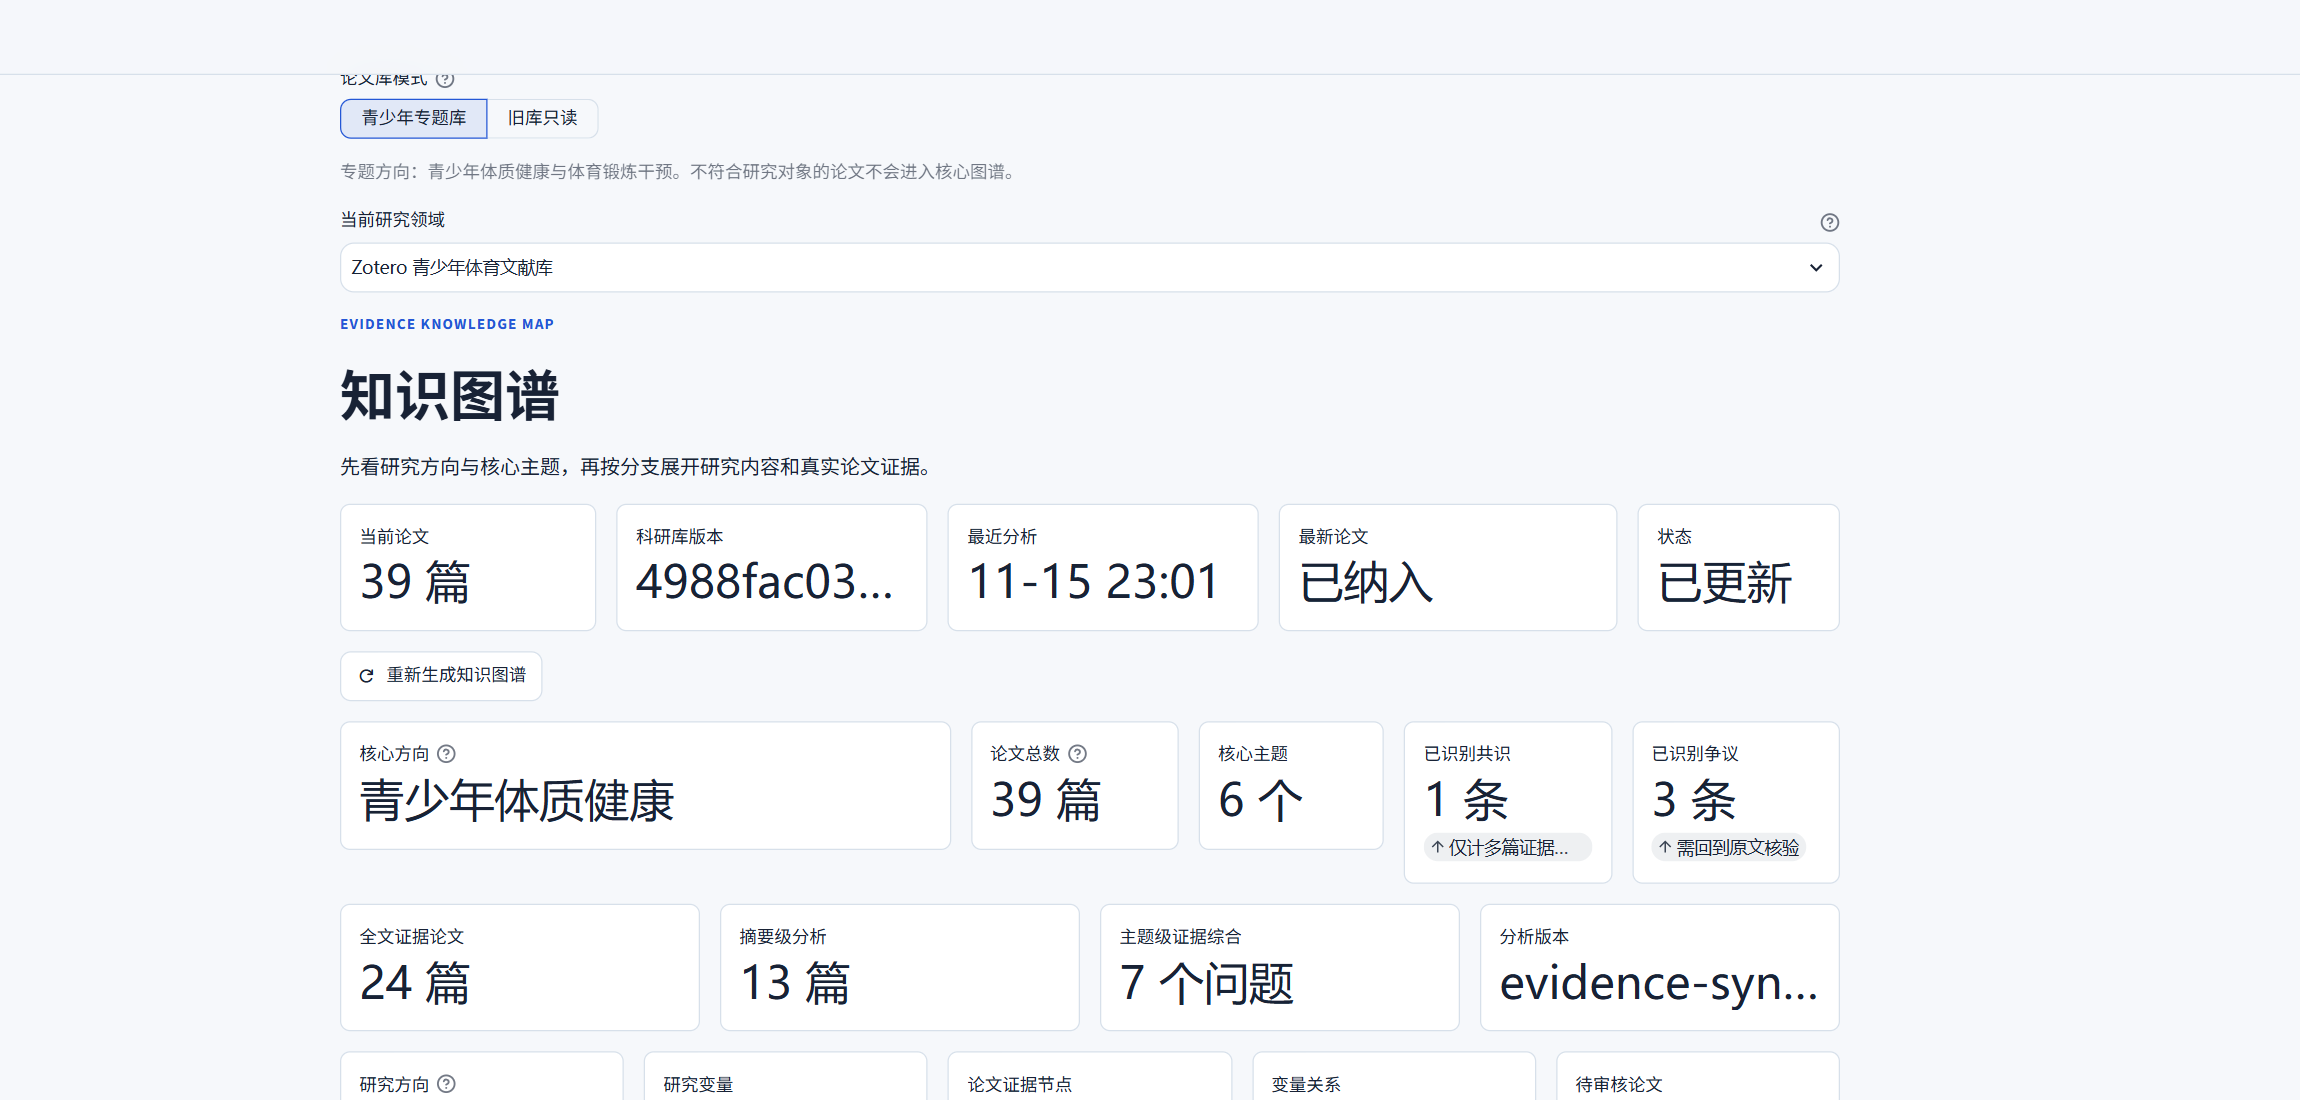 论文库模式
青少年专题库 旧库只读
专题方向：青少年体质健康与体育锻炼干预。不符合研究对象的论文不会进入核心图谱。
当前研究领域
Zotero 青少年体育文献库
EVIDENCE KNOWLEDGE MAP
知识图谱
先看研究方向与核心主题，再按分支展开研究内容和真实论文证据。
当前论文
39 篇
科研库版本
4988fac03...
最近分析
11-15 23:01
最新论文
已纳入
状态
已更新
重新生成知识图谱
核心方向
青少年体质健康
论文总数
39 篇
核心主题
6 个
已识别共识
1 条
↑ 仅计多篇证据...
已识别争议
3 条
↑ 需回到原文核验
全文证据论文
24 篇
摘要级分析
13 篇
主题级证据综合
7 个问题
分析版本
evidence-syn...
研究方向
研究变量
论文证据节点
变量关系
待审核论文